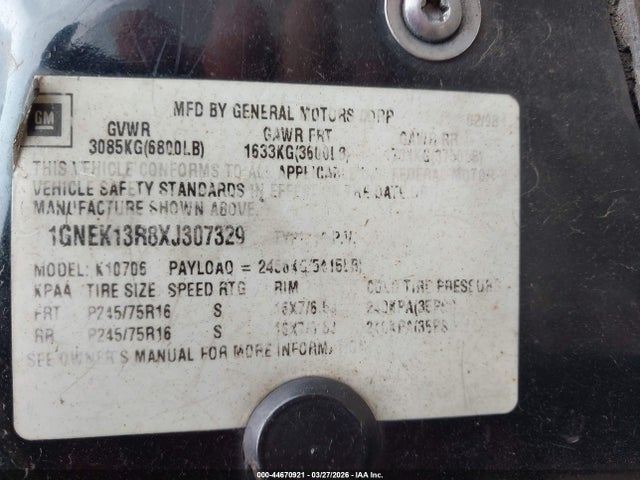 GM
MFD BY GENERAL MOTORS CORP
GVWR GAWR FRT GAWR RR
3085KG(6800LB) 1633KG(3600LB)
THIS VEHICLE CONFORMS TO ALL APPLICABLE FEDERAL MOTOR
VEHICLE SAFETY STANDARDS IN EFFECT THE DATE
MANUFACTURE SHOWN ABOVE
1GNEK13R8XJ307329
MODEL: K10706 PAYLOAD =
KPAA TIRE SIZE SPEED RTG RIM COLD TIRE PRESSURE
FRT P245/75R16 S
RR P245/75R16 S
SEE OWNER'S MANUAL FOR MORE INFORMATION
000-44670921 | 03/27/2026 | IAA Inc.